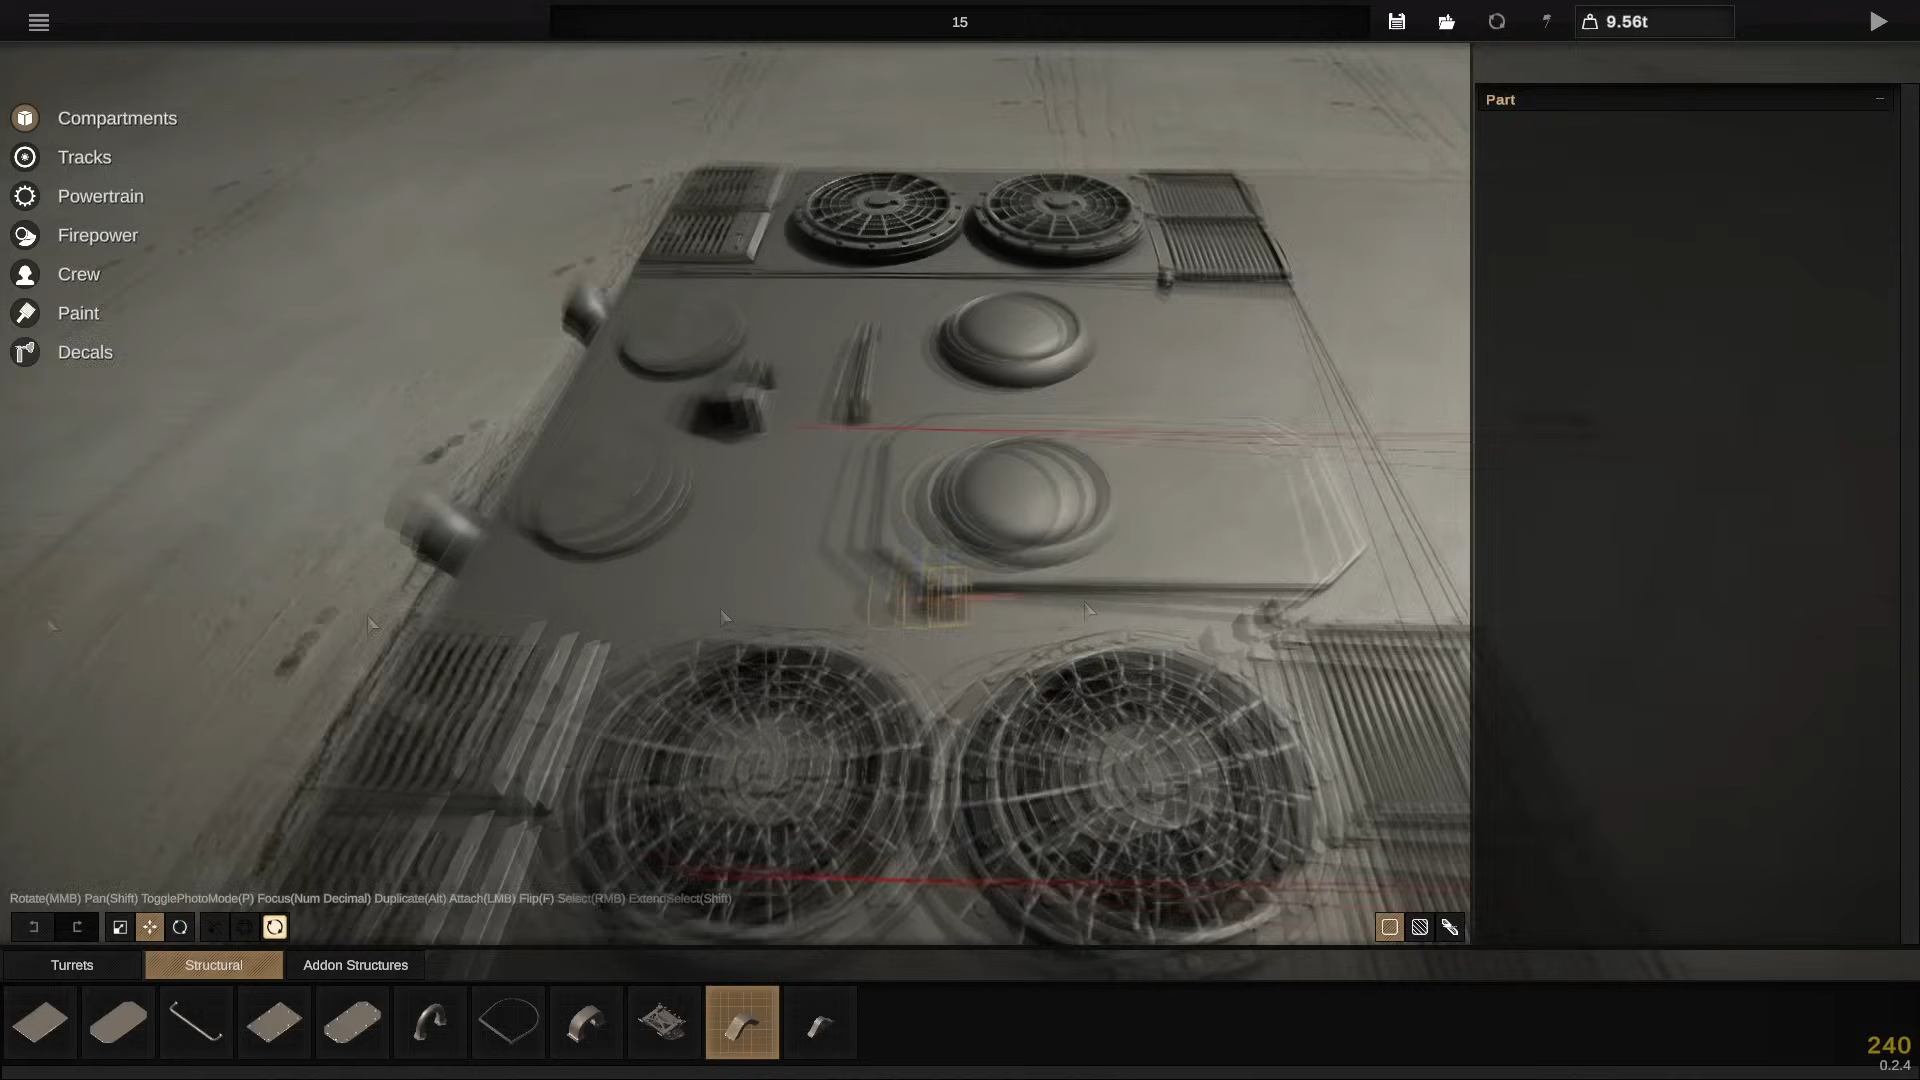 15
9.56t
Part
Compartments
Tracks
Powertrain
Firepower
Crew
Paint
Decals
Rotate(MMB) Pan(Shift) TogglePhotoMode(P) Focus(Num Decimal) Duplicate(Alt) Attach(LMB) Flip(F) Select(RMB) ExtendSelect(Shift)
Turrets
Structural
Addon Structures
240
0.2.4